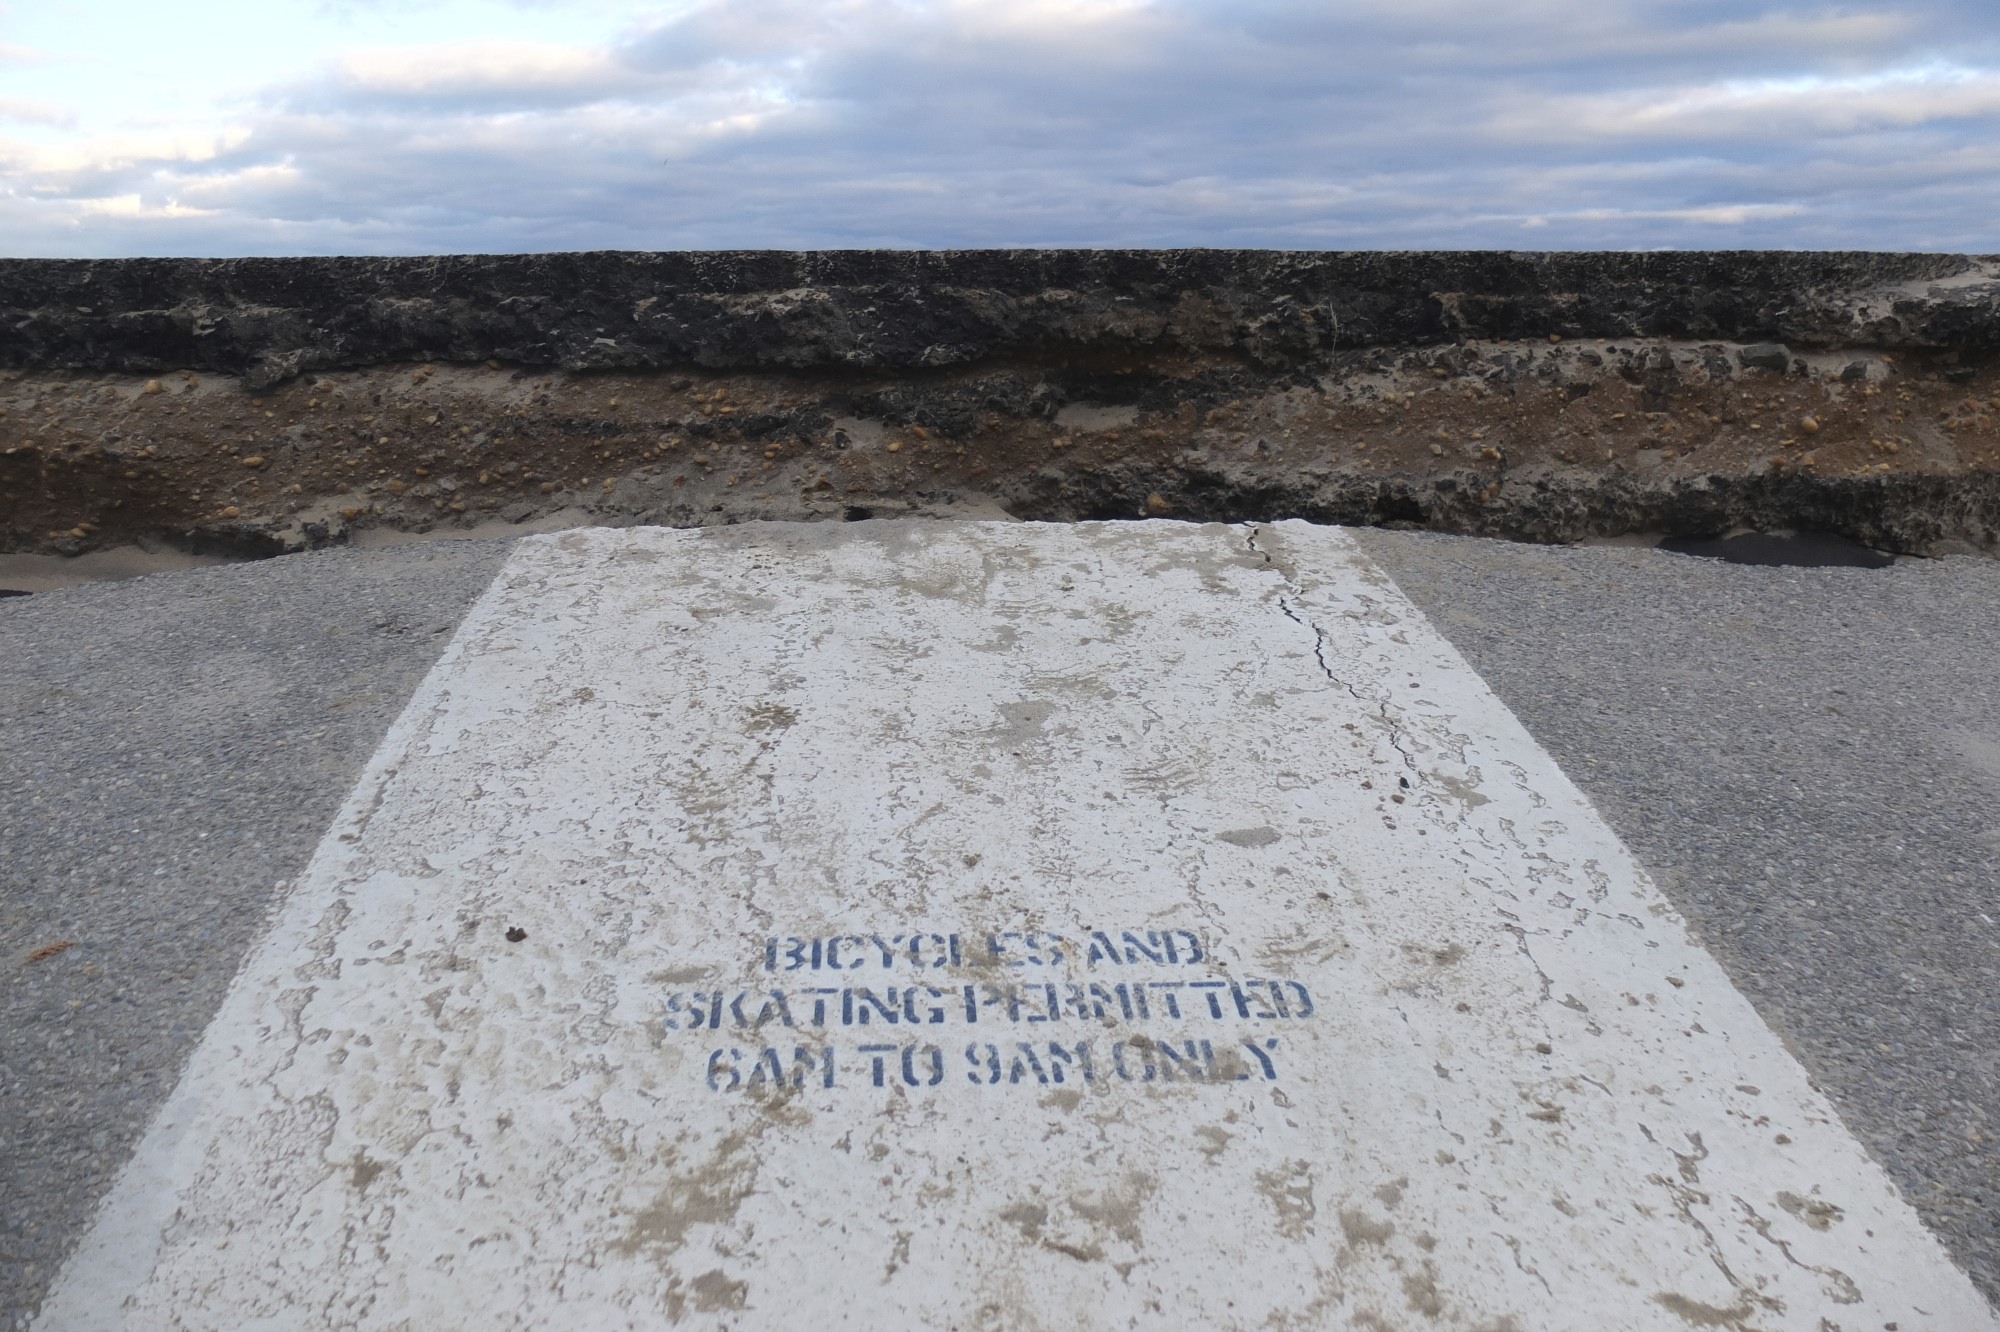 BICYCLES AND
SKATING PERMITTED
6AM TO 9AM ONLY